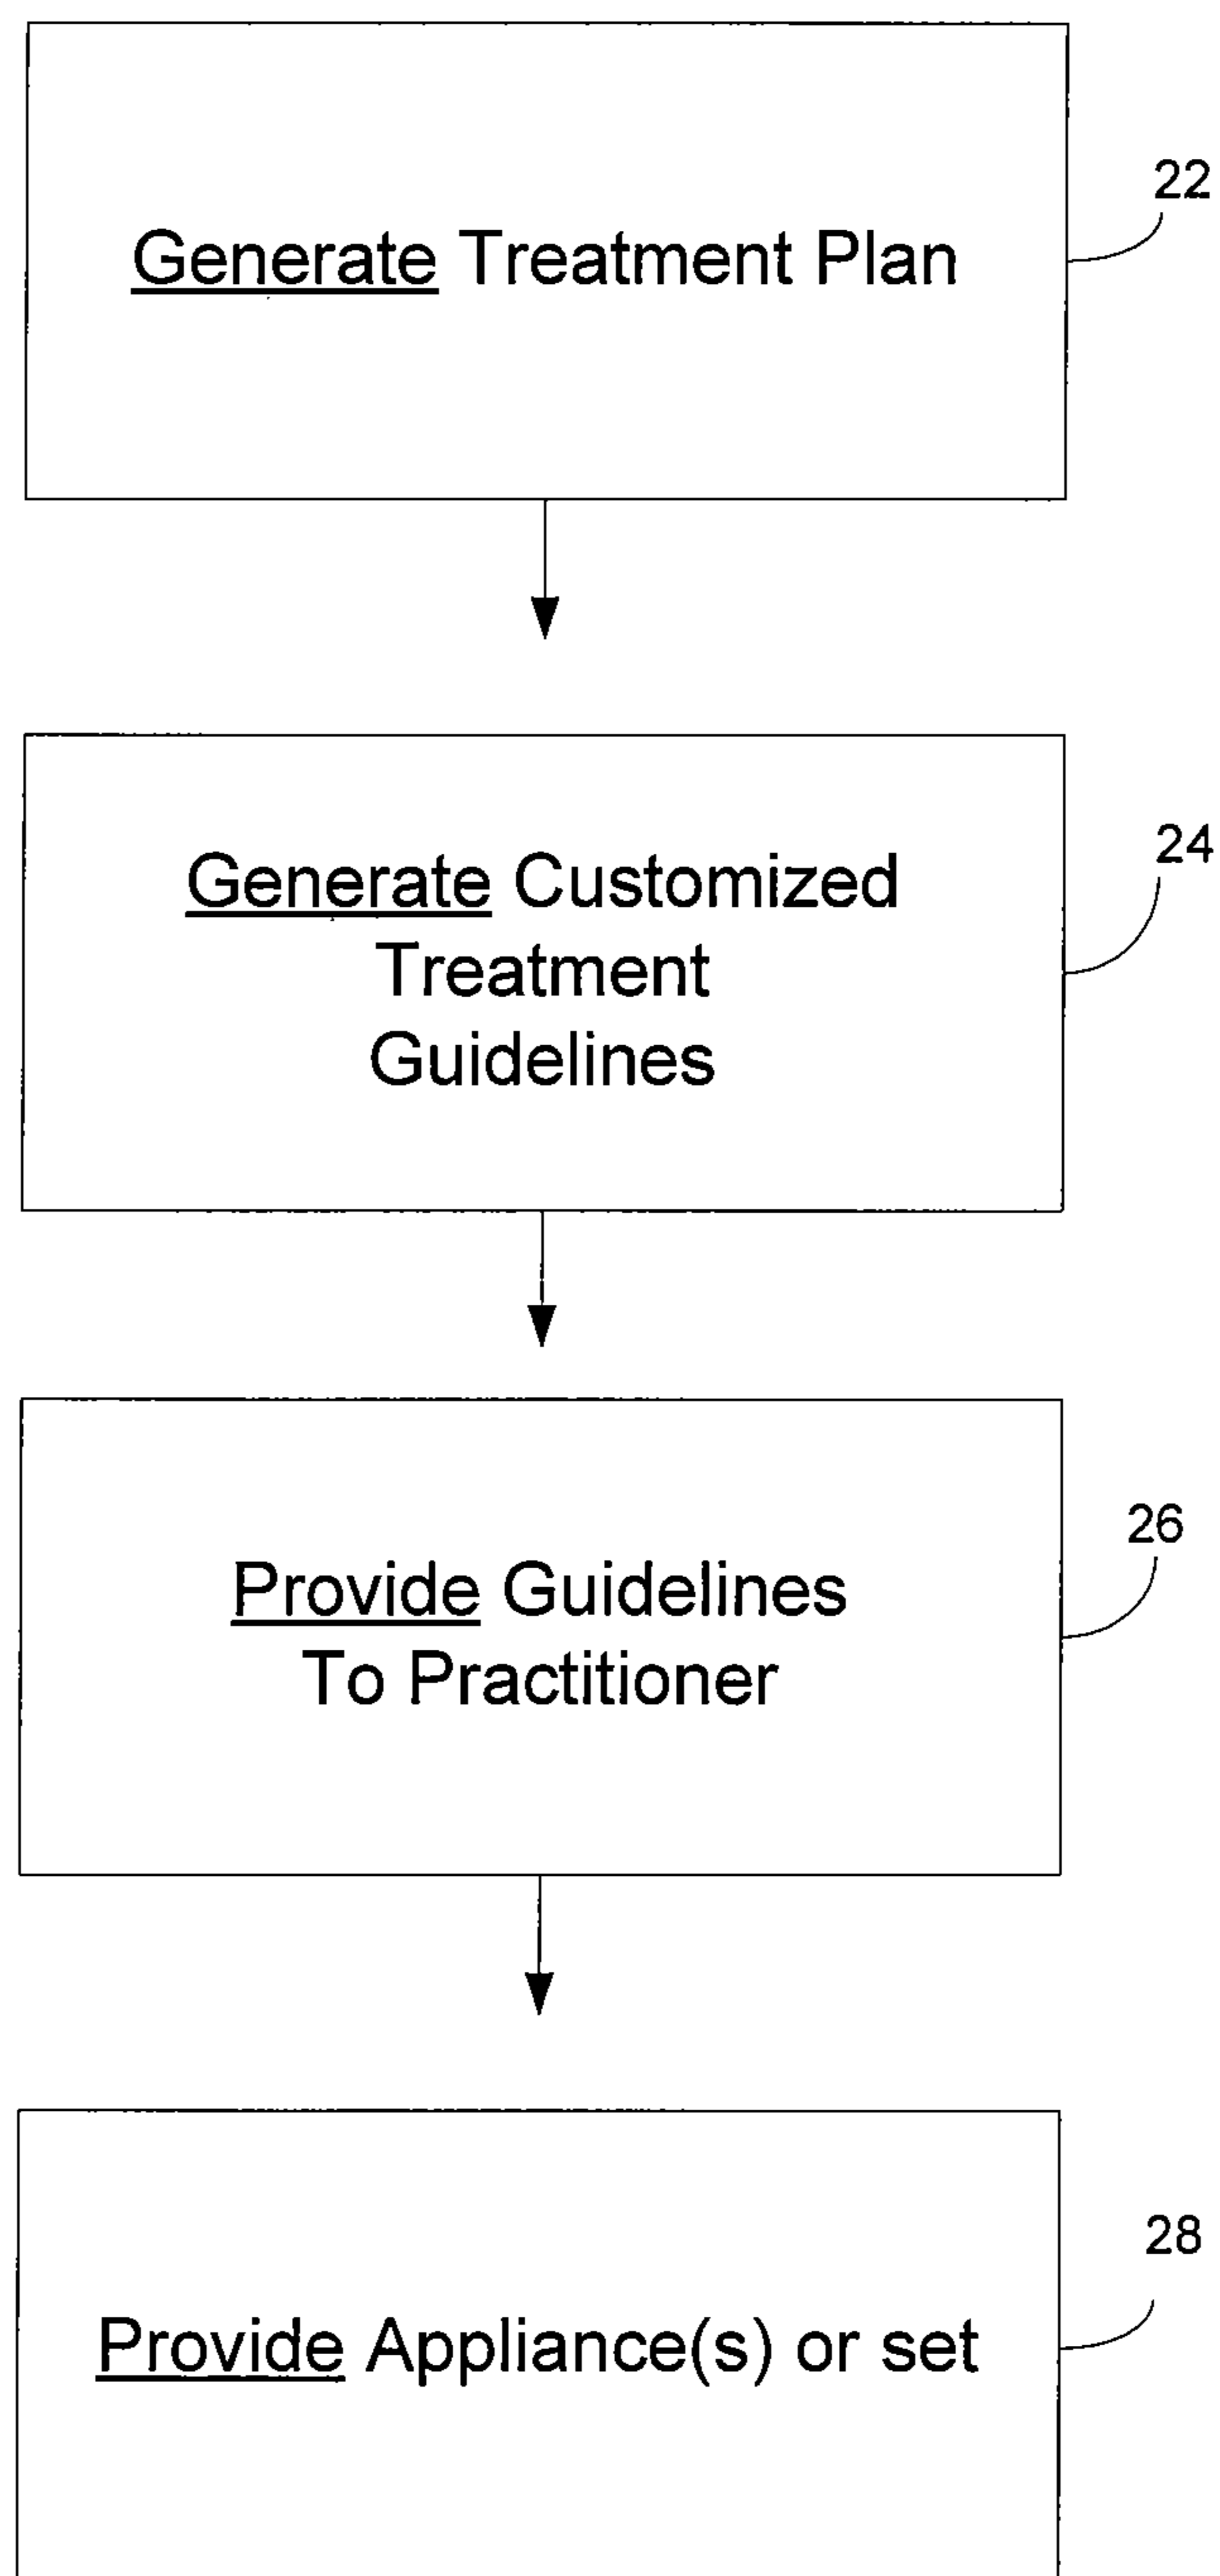 Generate Treatment Plan
22
Generate Customized
Treatment
Guidelines
24
Provide Guidelines
To Practitioner
26
Provide Appliance(s) or set
28